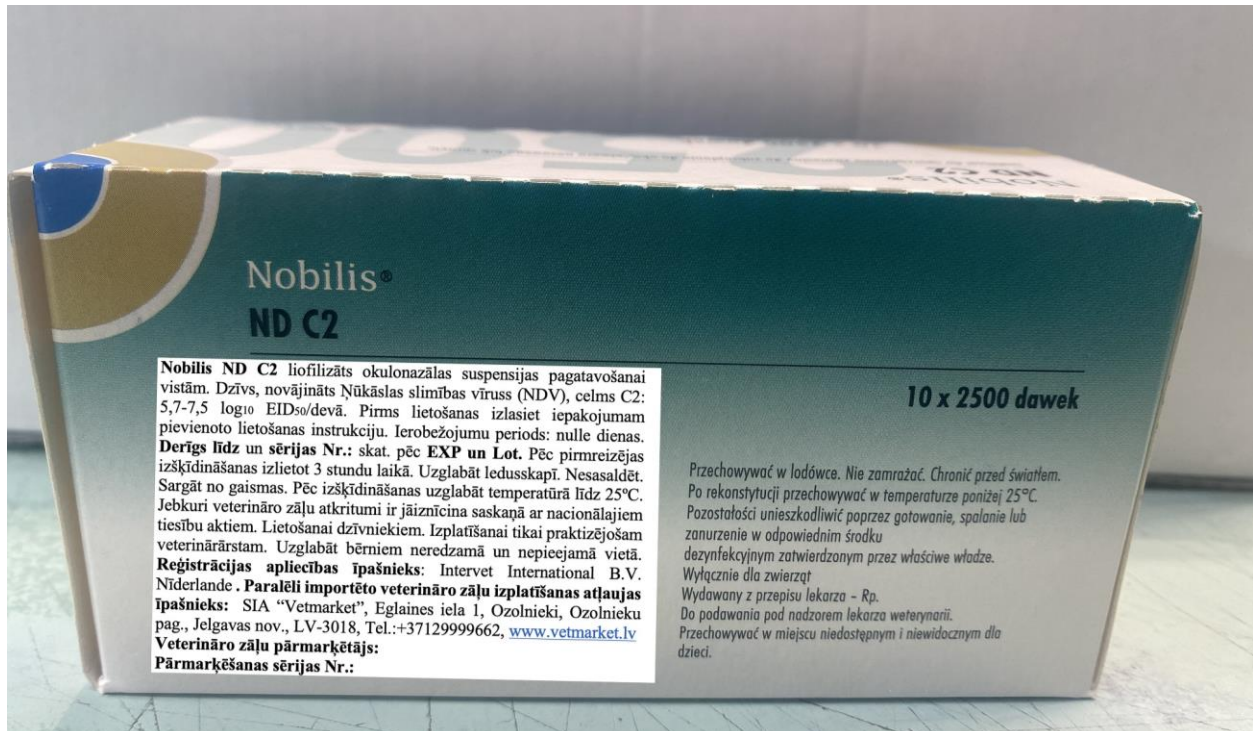 Nobilis®
ND C2
Nobilis®
ND C2
10 x 2500 dawek
Nobilis ND C2 liofilizāts okulonazālas suspensijas pagatavošanai
vistām. Dzīvs, novājināts Ņūkāslas slimības vīruss (NDV), celms C2:
5,7-7,5 log10 EID50/devā. Pirms lietošanas izlasiet iepakojumam
pievienoto lietošanas instrukciju. Ierobežojumu periods: nulle dienas.
Derīgs līdz un sērijas Nr.: skat. pēc EXP un Lot. Pēc pirmreizējas
izšķīdināšanas izlietot 3 stundu laikā. Uzglabāt ledusskapī. Nesasaldēt.
Sargāt no gaismas. Pēc izšķīdināšanas uzglabāt temperatūrā līdz 25ºC.
Jebkuri veterināro zāļu atkritumi ir jāiznīcina saskaņā ar nacionālajiem
tiesību aktiem. Lietošanai dzīvniekiem. Izplatīšanai tikai praktizējošam
veterinārārstam. Uzglabāt bērniem neredzamā un nepieejamā vietā.
Reģistrācijas apliecības īpašnieks: Intervet International B.V.
Nīderlande . Paralēli importēto veterināro zāļu izplatīšanas atļaujas
īpašnieks: SIA “Vetmarket”, Eglaines iela 1, Ozolnieki, Ozolnieku
pag., Jelgavas nov., LV-3018, Tel.:+37129999662, www.vetmarket.lv
Veterināro zāļu pārmarķētājs:
Pārmarķēšanas sērijas Nr.:
Przechowywać w lodówce. Nie zamrażać. Chronić przed światłem.
Po rekonstytucji przechowywać w temperaturze poniżej 25°C.
Pozostałości unieszkodliwić poprzez gotowanie, spalanie lub
zanurzenie w odpowiednim środku
dezynfekcyjnym zatwierdzonym przez właściwe władze.
Wyłącznie dla zwierząt
Wydawany z przepisu lekarza - Rp.
Do podawania pod nadzorem lekarza weterynarii.
Przechowywać w miejscu niedostępnym i niewidocznym dla
dzieci.